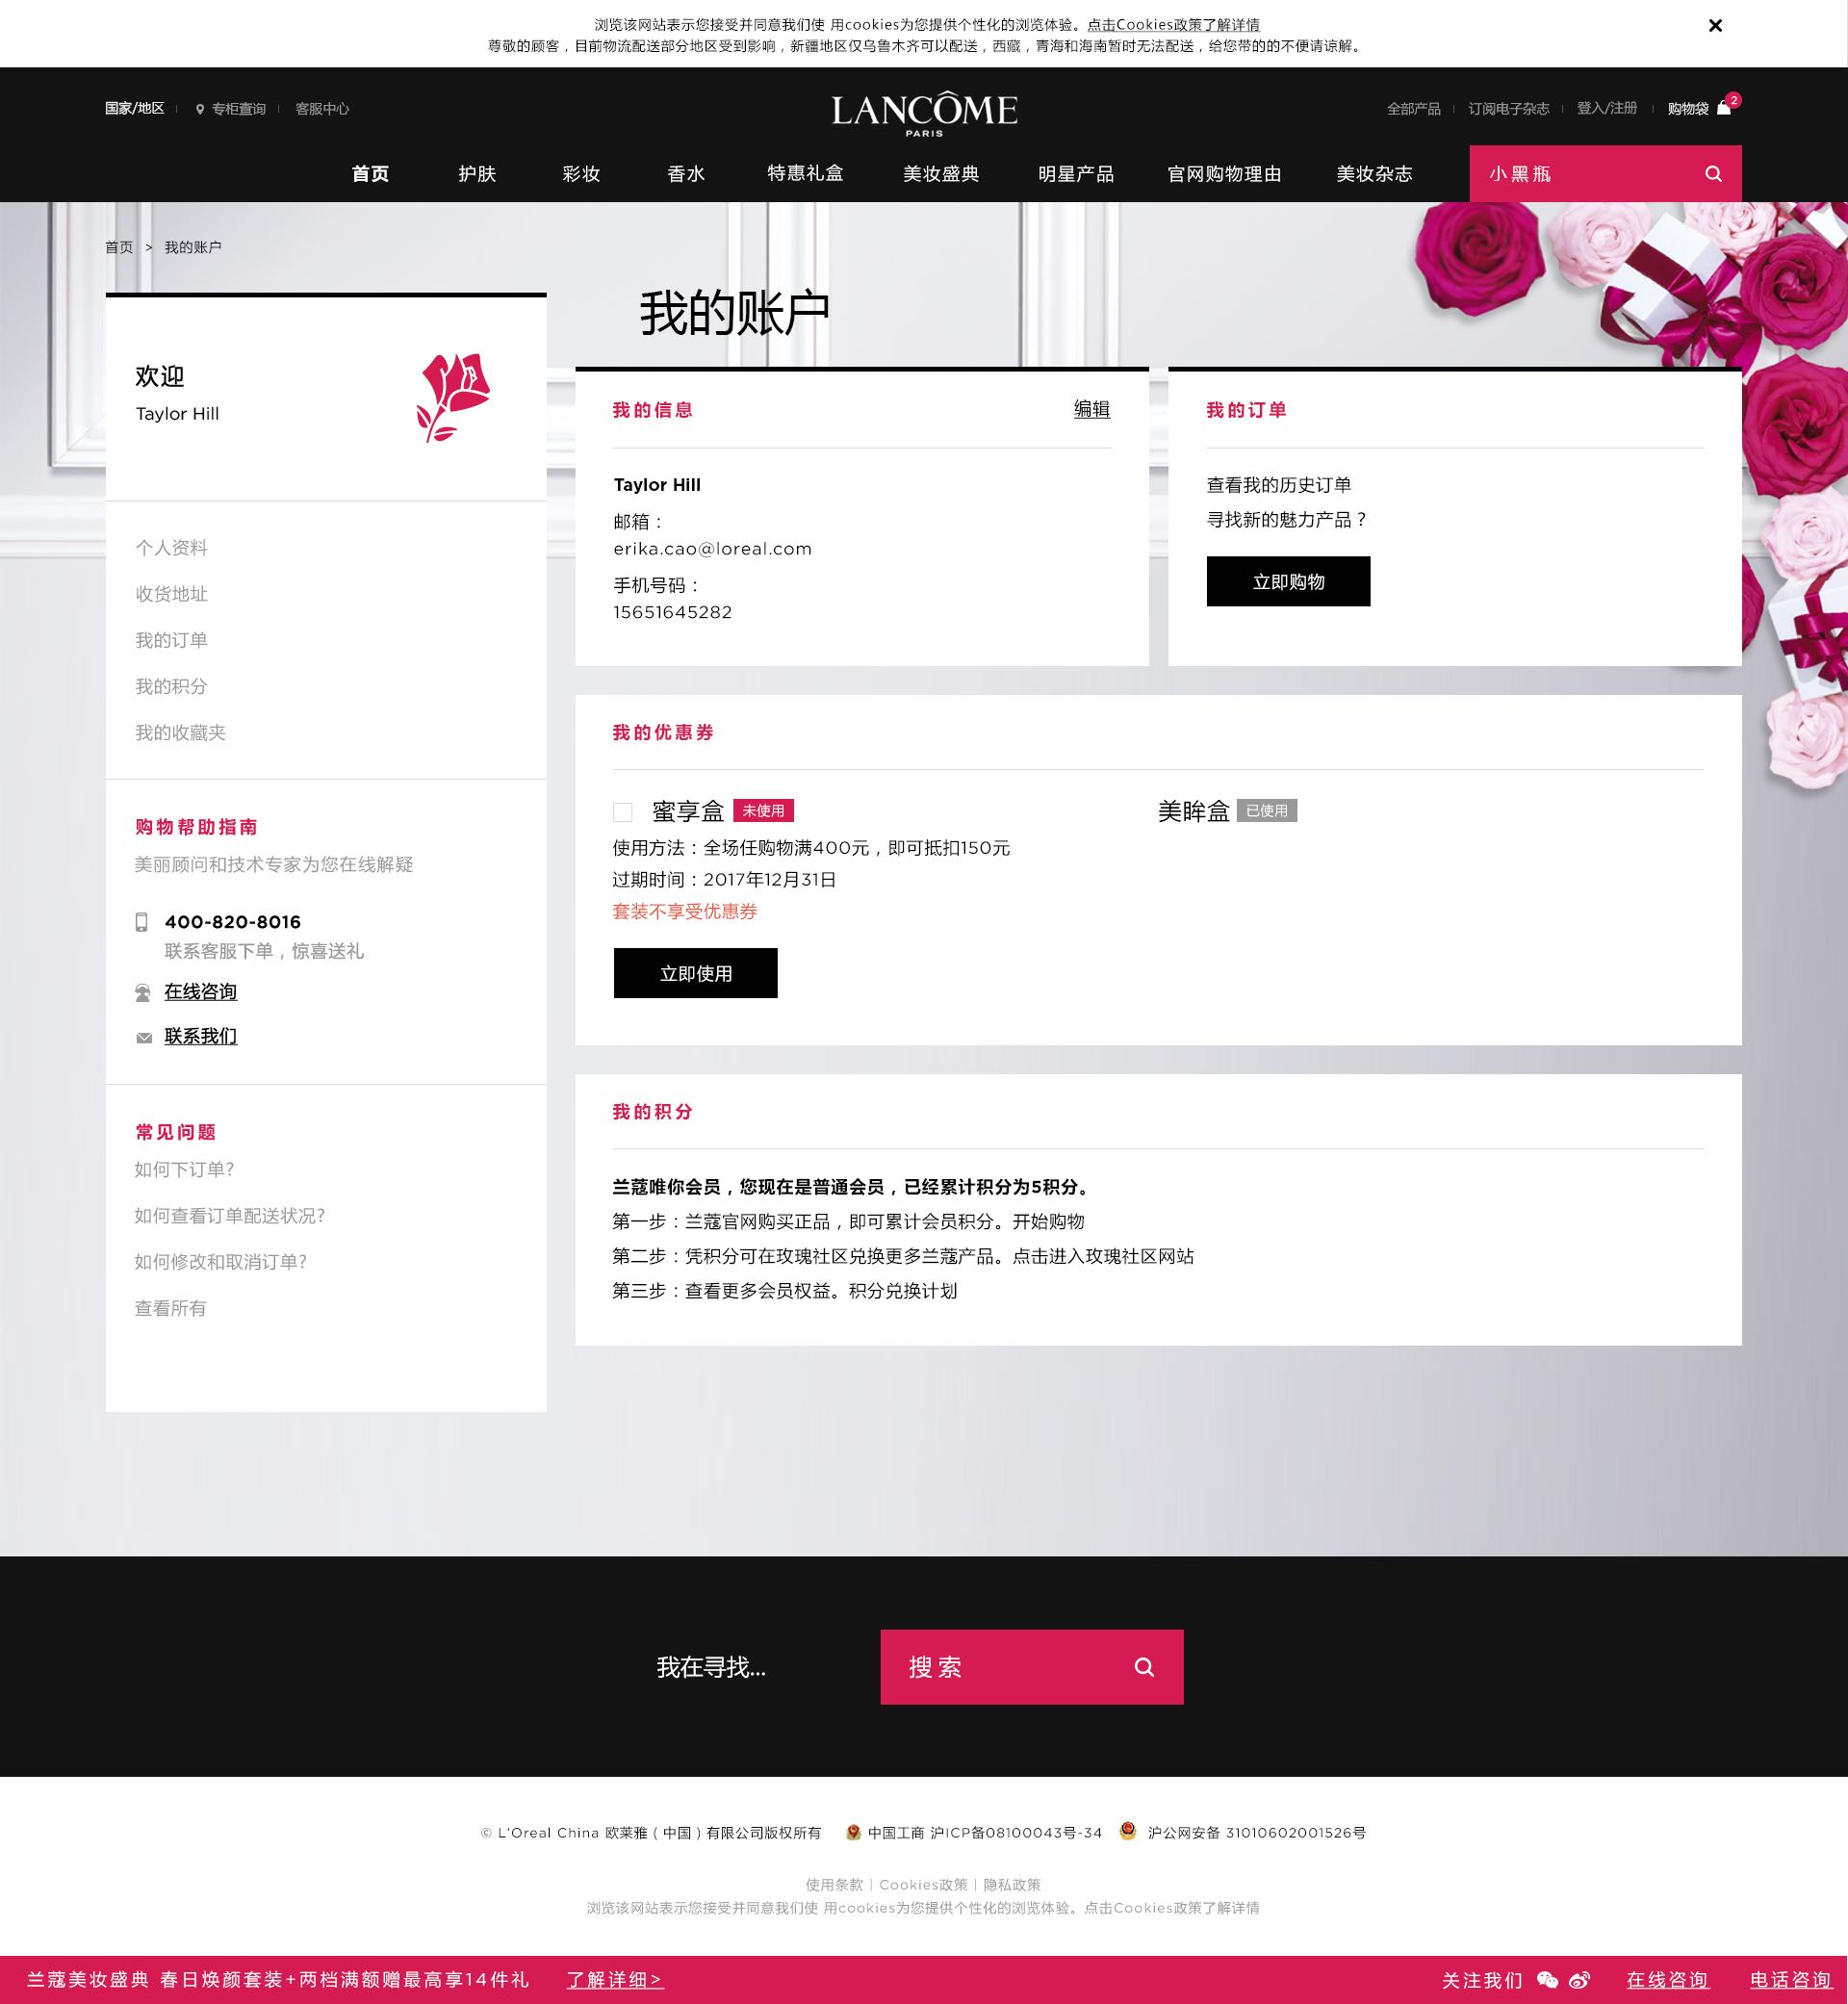 浏览该网站表示您接受并同意我们使 用cookies为您提供个性化的浏览体验。点击Cookies政策了解详情
尊敬的顾客，目前物流配送部分地区受到影响，新疆地区仅乌鲁木齐可以配送，西藏，青海和海南暂时无法配送，给您带的的不便请谅解。
国家/地区 专柜查询 客服中心
LANCÔME
PARIS
全部产品 订阅电子杂志 登入/注册 购物袋 2
首页 护肤 彩妆 香水 特惠礼盒 美妆盛典 明星产品 官网购物理由 美妆杂志 小黑瓶
首页 > 我的账户
我的账户
欢迎
Taylor Hill
个人资料
收货地址
我的订单
我的积分
我的收藏夹
购物帮助指南
美丽顾问和技术专家为您在线解疑
400-820-8016
联系客服下单，惊喜送礼
在线咨询
联系我们
常见问题
如何下订单?
如何查看订单配送状况?
如何修改和取消订单?
查看所有
我的信息 编辑
Taylor Hill
邮箱：
erika.cao@loreal.com
手机号码：
15651645282
我的订单
查看我的历史订单
寻找新的魅力产品？
立即购物
我的优惠券
蜜享盒 未使用
使用方法：全场任购物满400元，即可抵扣150元
过期时间：2017年12月31日
套装不享受优惠券
立即使用
美眸盒 已使用
我的积分
兰蔻唯你会员，您现在是普通会员，已经累计积分为5积分。
第一步：兰蔻官网购买正品，即可累计会员积分。开始购物
第二步：凭积分可在玫瑰社区兑换更多兰蔻产品。点击进入玫瑰社区网站
第三步：查看更多会员权益。积分兑换计划
我在寻找... 搜索
© L'Oreal China 欧莱雅（中国）有限公司版权所有 中国工商 沪ICP备08100043号-34 沪公网安备 31010602001526号
使用条款 | Cookies政策 | 隐私政策
浏览该网站表示您接受并同意我们使 用cookies为您提供个性化的浏览体验。点击Cookies政策了解详情
兰蔻美妆盛典 春日焕颜套装+两档满额赠最高享14件礼 了解详细> 关注我们 在线咨询 电话咨询